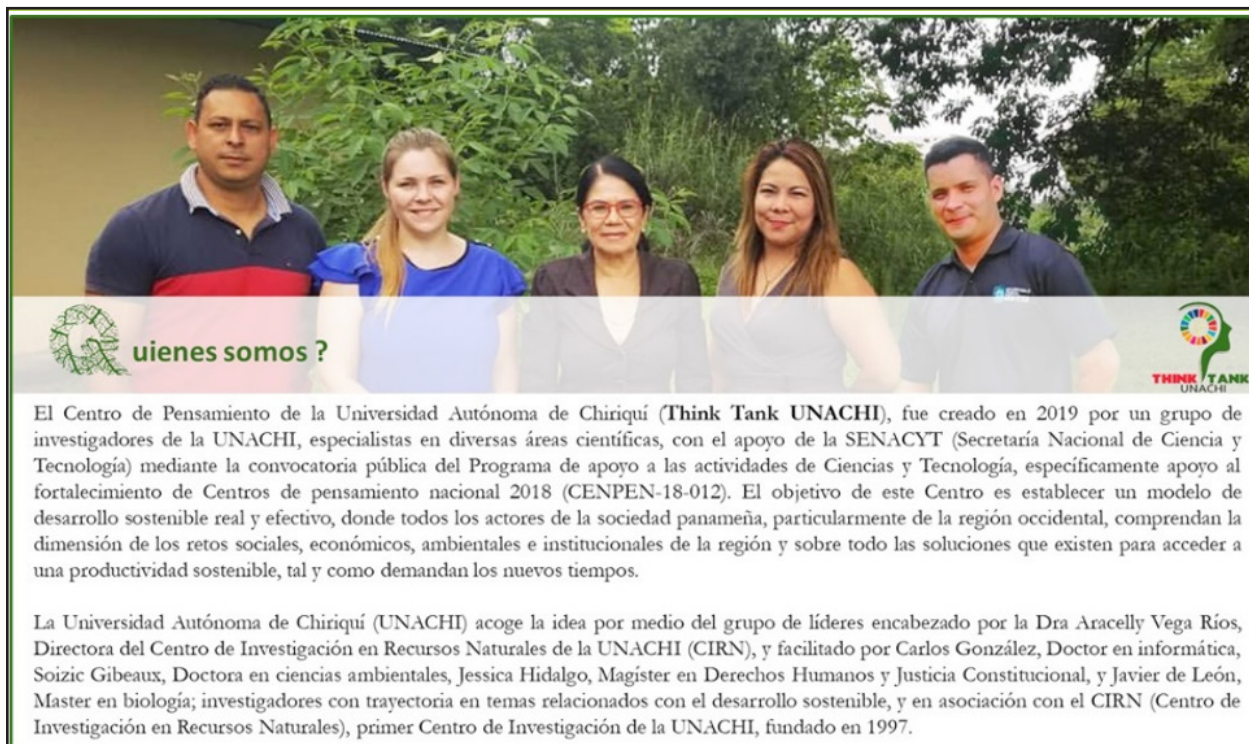 Quienes somos ?
THINK TANK
UNACHI
El Centro de Pensamiento de la Universidad Autónoma de Chiriquí (Think Tank UNACHI), fue creado en 2019 por un grupo de
investigadores de la UNACHI, especialistas en diversas áreas científicas, con el apoyo de la SENACYT (Secretaría Nacional de Ciencia y
Tecnología) mediante la convocatoria pública del Programa de apoyo a las actividades de Ciencias y Tecnología, específicamente apoyo al
fortalecimiento de Centros de pensamiento nacional 2018 (CENPEN-18-012). El objetivo de este Centro es establecer un modelo de
desarrollo sostenible real y efectivo, donde todos los actores de la sociedad panameña, particularmente de la región occidental, comprendan la
dimensión de los retos sociales, económicos, ambientales e institucionales de la región y sobre todo las soluciones que existen para acceder a
una productividad sostenible, tal y como demandan los nuevos tiempos.
La Universidad Autónoma de Chiriquí (UNACHI) acoge la idea por medio del grupo de líderes encabezado por la Dra Aracelly Vega Ríos,
Directora del Centro de Investigación en Recursos Naturales de la UNACHI (CIRN), y facilitado por Carlos González, Doctor en informática,
Soizic Gibeaux, Doctora en ciencias ambientales, Jessica Hidalgo, Magíster en Derechos Humanos y Justicia Constitucional, y Javier de León,
Master en biología; investigadores con trayectoria en temas relacionados con el desarrollo sostenible, y en asociación con el CIRN (Centro de
Investigación en Recursos Naturales), primer Centro de Investigación de la UNACHI, fundado en 1997.